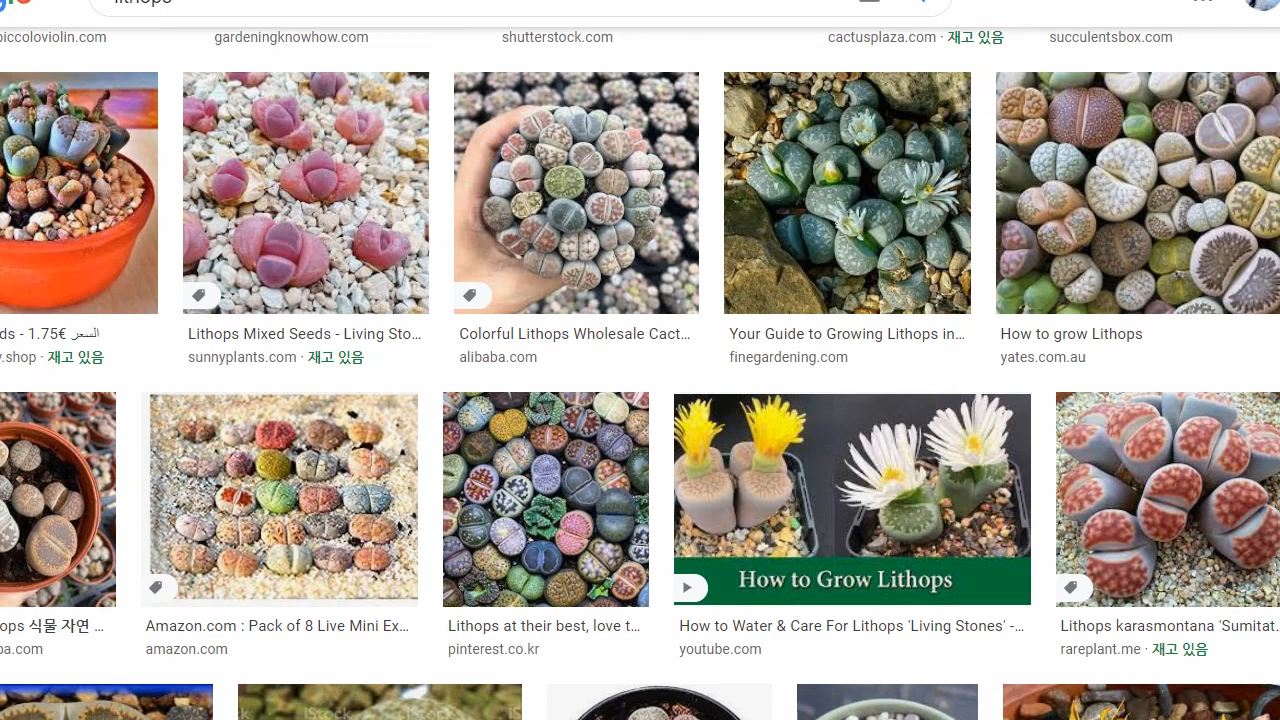 lithops
piccoloviolin.com
gardeningknowhow.com
shutterstock.com
cactusplaza.com · 재고 있음
succulentsbox.com
ds - 1.75€ السعر
Lithops Mixed Seeds - Living Sto...
Colorful Lithops Wholesale Cact...
Your Guide to Growing Lithops in...
How to grow Lithops
y.shop · 재고 있음
sunnyplants.com · 재고 있음
alibaba.com
finegardening.com
yates.com.au
How to Grow Lithops
ops 식물 자연 ...
Amazon.com : Pack of 8 Live Mini Ex...
Lithops at their best, love t...
How to Water & Care For Lithops 'Living Stones' -...
Lithops karasmontana 'Sumitat...
ba.com
amazon.com
pinterest.co.kr
youtube.com
rareplant.me · 재고 있음